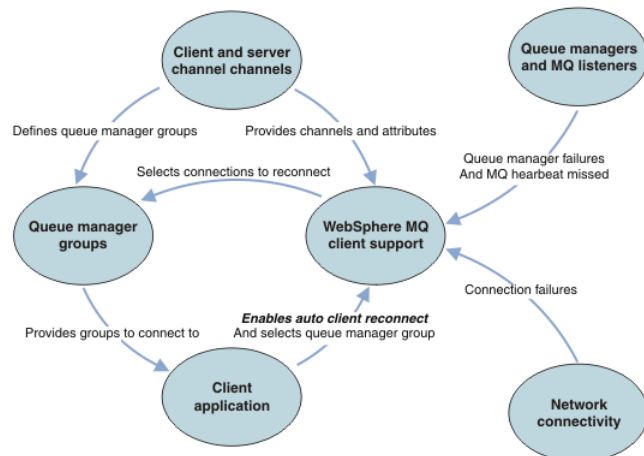 Client and server
channel channels
Queue managers
and MQ listeners
Defines queue manager groups
Provides channels and attributes
Queue manager failures
And MQ hearbeat missed
Selects connections to reconnect
Queue manager
groups
WebSphere MQ
client support
Connection failures
Enables auto client reconnect
And selects queue manager group
Provides groups to connect to
Client
application
Network
connectivity